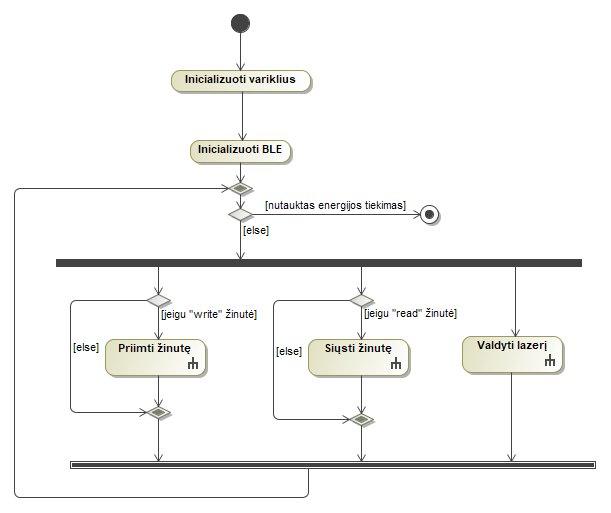 Inicializuoti variklius
Inicializuoti BLE
[nutauktas energijos tiekimas]
[else]
[jeigu "write" žinutė]
[jeigu "read" žinutė]
[else]
Priimti žinutę
[else]
Siųsti žinutę
Valdyti lazerį